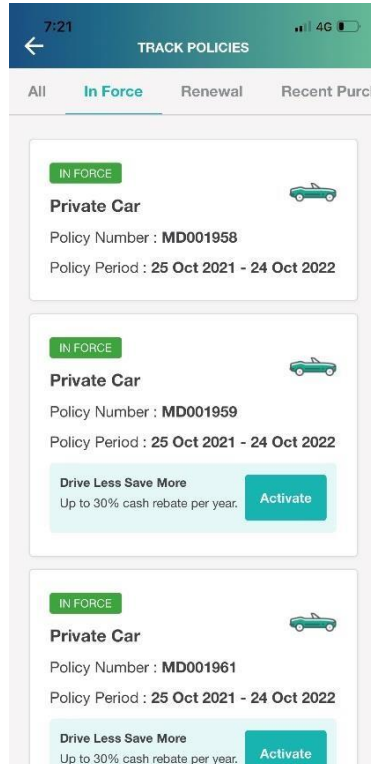 7:21
4G
TRACK POLICIES
All In Force Renewal Recent Purc
IN FORCE
Private Car
Policy Number : MD001958
Policy Period : 25 Oct 2021 - 24 Oct 2022
IN FORCE
Private Car
Policy Number : MD001959
Policy Period : 25 Oct 2021 - 24 Oct 2022
Drive Less Save More
Up to 30% cash rebate per year.
Activate
IN FORCE
Private Car
Policy Number : MD001961
Policy Period : 25 Oct 2021 - 24 Oct 2022
Drive Less Save More
Up to 30% cash rebate per year.
Activate